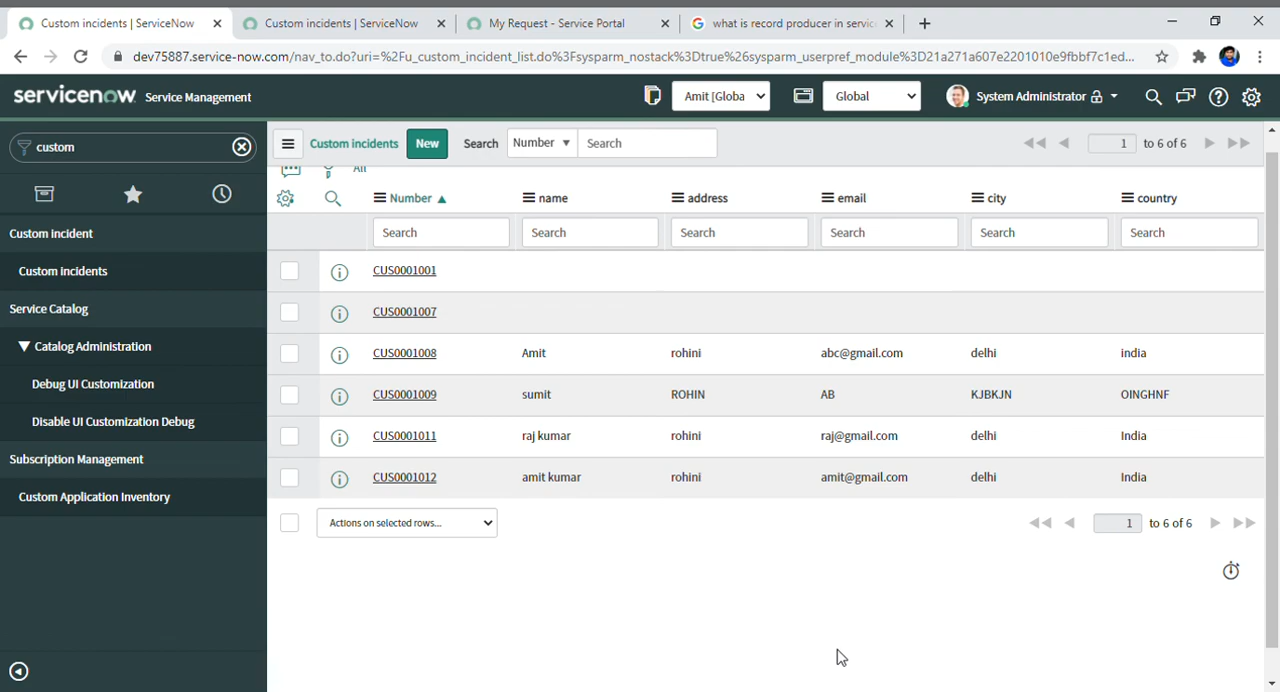 Custom incidents | ServiceNow
Custom incidents | ServiceNow
My Request - Service Portal
what is record producer in servic
dev75887.service-now.com/nav_to.do?uri=%2Fu_custom_incident_list.do%3Fsysparm_nostack%3Dtrue%26sysparm_userpref_module%3D21a271a607e2201010e9fbbf7c1ed...
servicenow Service Management
Amit [Globa
Global
System Administrator
custom
Custom incidents New Search Number Search
1 to 6 of 6
All
Number name address email city country
Search Search Search Search Search Search
Custom Incident
Custom incidents
Service Catalog
Catalog Administration
Debug UI Customization
Disable UI Customization Debug
Subscription Management
Custom Application Inventory
CUS0001001
CUS0001007
CUS0001008 Amit rohini abc@gmail.com delhi india
CUS0001009 sumit ROHIN AB KJBKJN OINGHNF
CUS0001011 raj kumar rohini raj@gmail.com delhi India
CUS0001012 amit kumar rohini amit@gmail.com delhi India
Actions on selected rows...
1 to 6 of 6